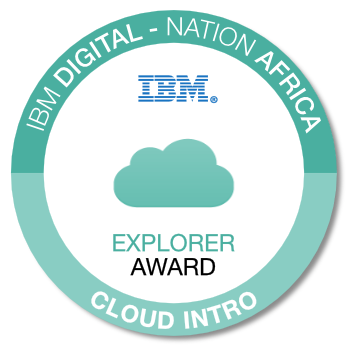 IBM DIGITAL - NATION AFRICA
IBM®
EXPLORER
AWARD
CLOUD INTRO